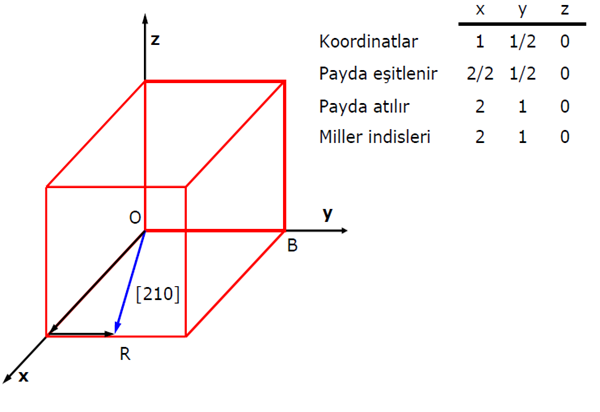 x y z
Koordinatlar 1 1/2 0
Payda eşitlenir 2/2 1/2 0
Payda atılır 2 1 0
Miller indisleri 2 1 0
z
O
y
B
[210]
R
x